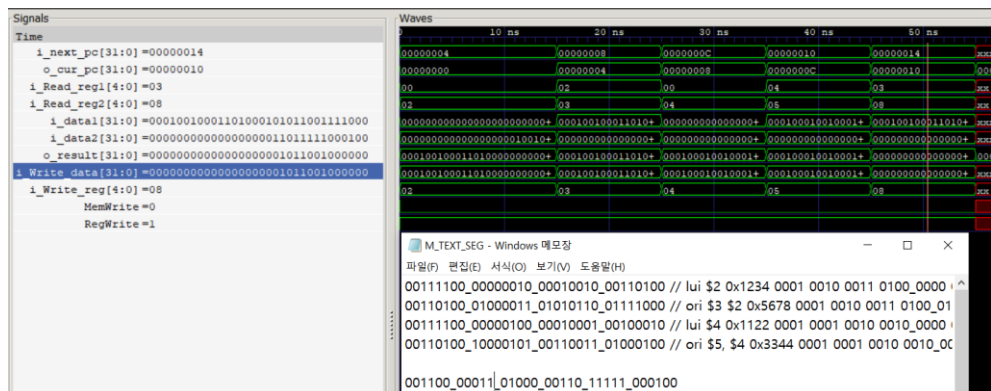 Signals
Time
i_next_pc[31:0] =00000014
o_cur_pc[31:0] =00000010
i_Read_reg1[4:0] =03
i_Read_reg2[4:0] =08
i_data1[31:0] =00010010001101000101011001111000
i_data2[31:0] =00000000000000000011011111000100
o_result[31:0] =00000000000000000001011001000000
i_Write_data[31:0] =00000000000000000001011001000000
i_Write_reg[4:0] =08
MemWrite =0
RegWrite =1
Waves
10 ns 20 ns 30 ns 40 ns 50 ns
00000004 00000008 0000000C 00000010 00000014 xxx
00000000 00000004 00000008 0000000C 00000010
00 02 00 04 03 xx
02 03 04 05 08 xx
02 03 04 05 08 xx
M_TEXT_SEG - Windows 메모장
파일(F) 편집(E) 서식(O) 보기(V) 도움말(H)
00111100_00000010_00010010_00110100 // lui $2 0x1234 0001 0010 0011 0100_0000
00110100_01000011_01010110_01111000 // ori $3 $2 0x5678 0001 0010 0011 0100_01
00111100_00000100_00010001_00100010 // lui $4 0x1122 0001 0001 0010 0010_0000
00110100_10000101_00110011_01000100 // ori $5, $4 0x3344 0001 0001 0010 0010_00
001100_00011_01000_00110_11111_000100